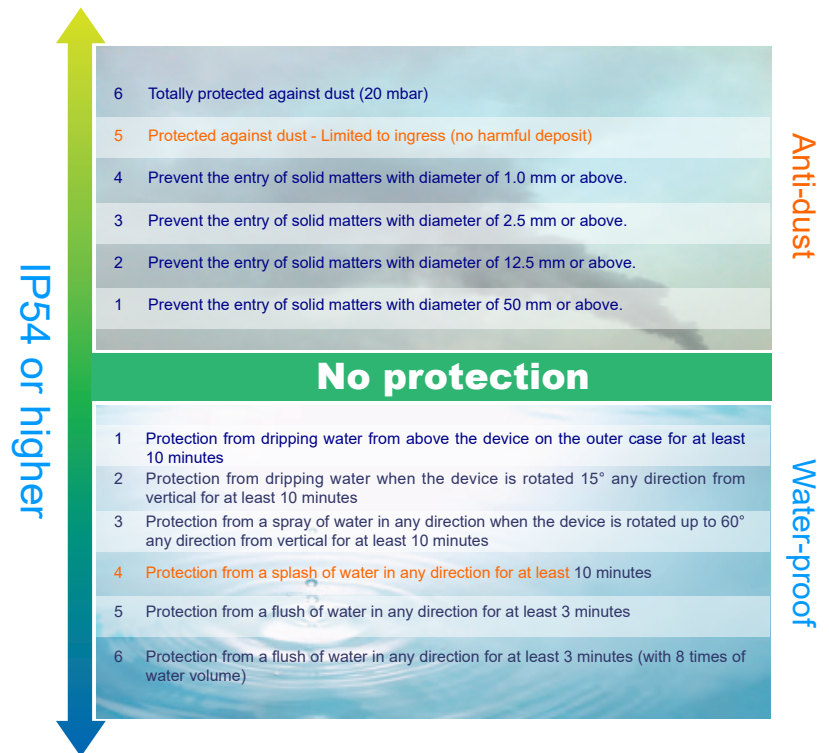 IP54 or higher
6 Totally protected against dust (20 mbar)
5 Protected against dust - Limited to ingress (no harmful deposit)
4 Prevent the entry of solid matters with diameter of 1.0 mm or above.
3 Prevent the entry of solid matters with diameter of 2.5 mm or above.
2 Prevent the entry of solid matters with diameter of 12.5 mm or above.
1 Prevent the entry of solid matters with diameter of 50 mm or above.
Anti-dust
No protection
1 Protection from dripping water from above the device on the outer case for at least
10 minutes
2 Protection from dripping water when the device is rotated 15° any direction from
vertical for at least 10 minutes
3 Protection from a spray of water in any direction when the device is rotated up to 60°
any direction from vertical for at least 10 minutes
4 Protection from a splash of water in any direction for at least 10 minutes
5 Protection from a flush of water in any direction for at least 3 minutes
6 Protection from a flush of water in any direction for at least 3 minutes (with 8 times of
water volume)
Water-proof